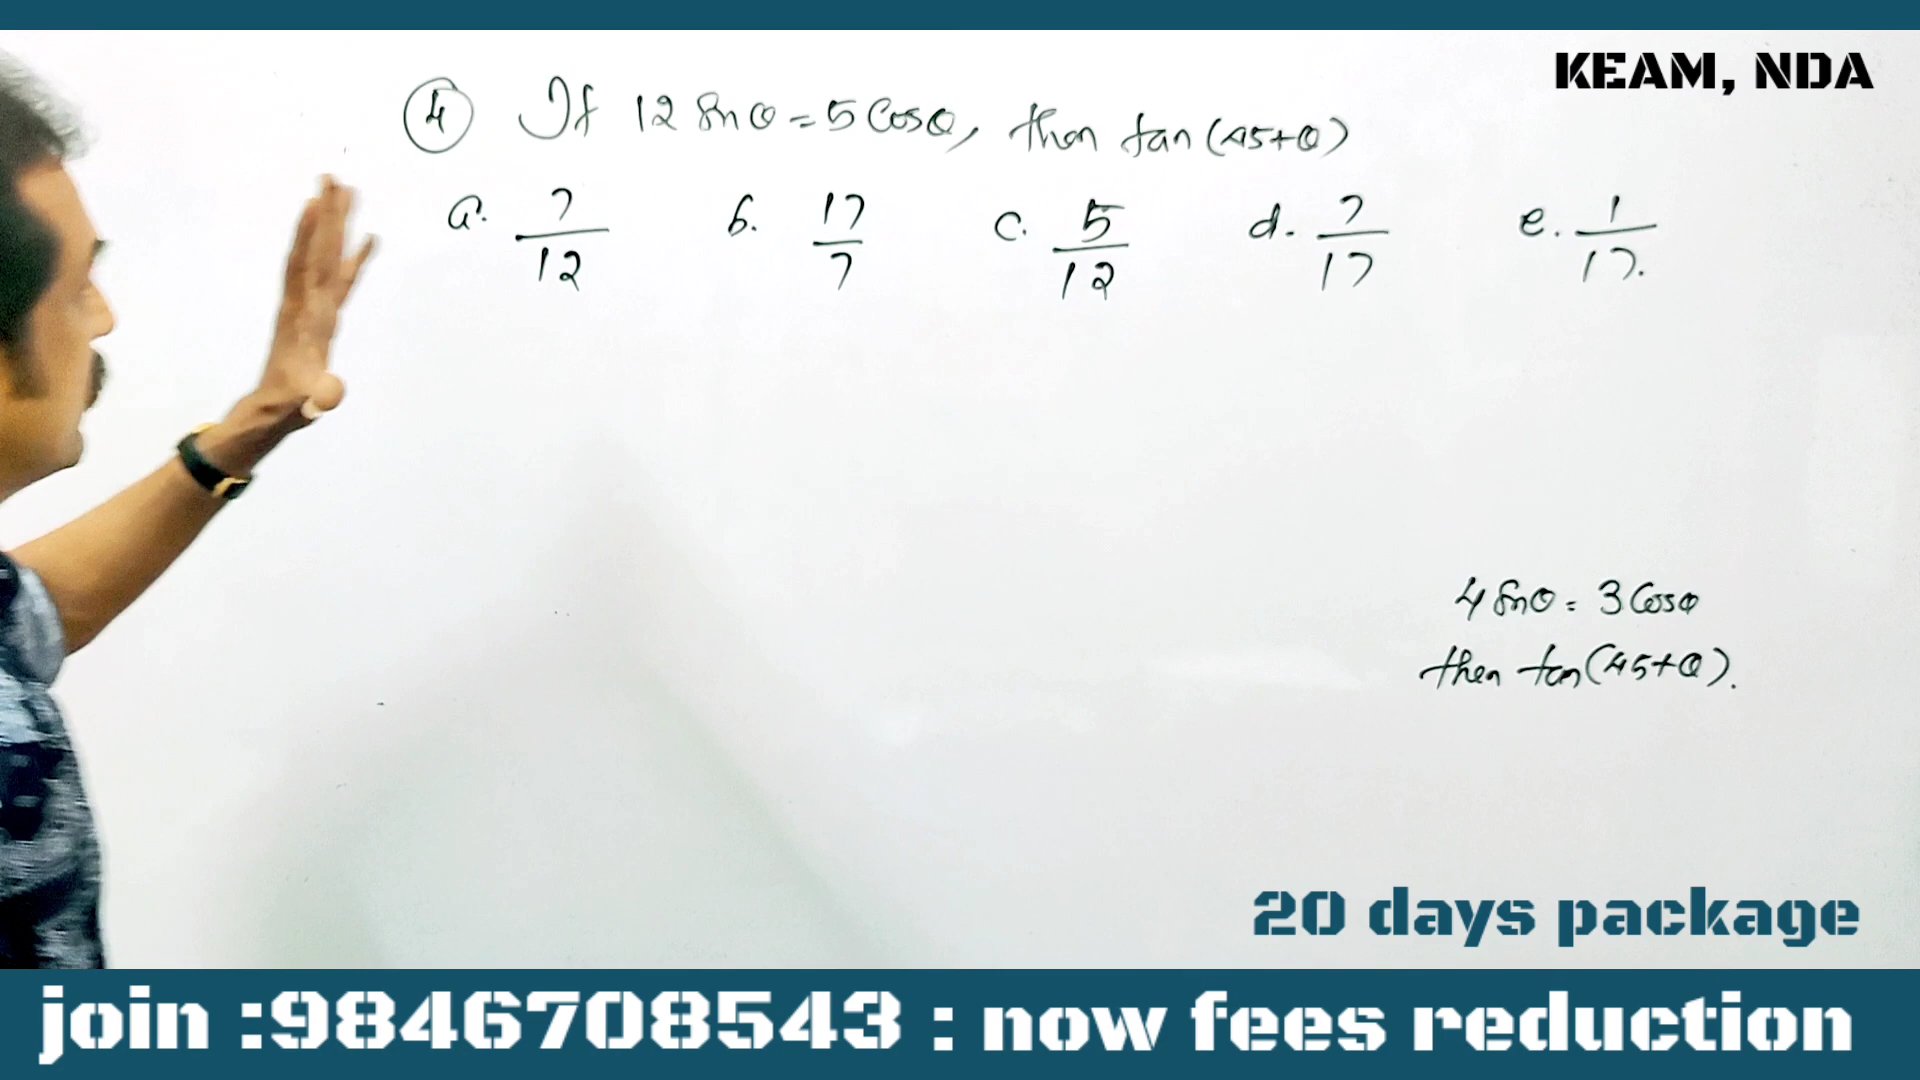 KEAM, NDA
4 If 12 Sinθ = 5 Cosθ, then tan (45+θ)
a. 7/12 b. 17/7 c. 5/12 d. 7/17 e. 1/17.
4 Sinθ = 3 Cosθ
then tan(45+θ).
20 days package
join :9846708543 : now fees reduction